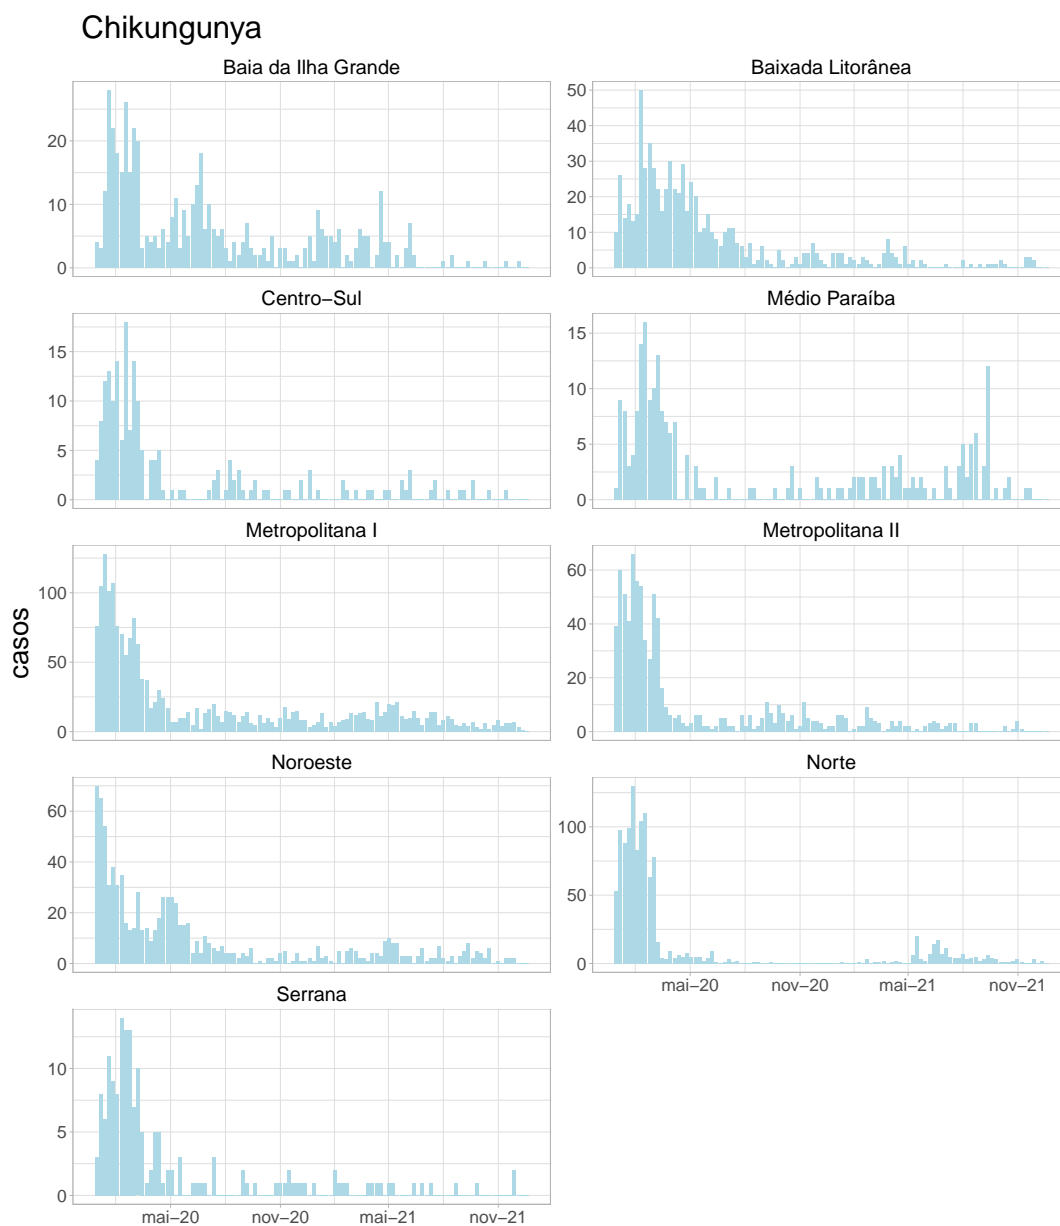 Chikungunya
Baia da Ilha Grande
Baixada Litorânea
20
10
0
50
40
30
20
10
0
Centro−Sul
Médio Paraíba
15
10
5
0
15
10
5
0
Metropolitana I
Metropolitana II
100
50
0
60
40
20
0
casos
Noroeste
Norte
60
40
20
0
100
50
0
mai−20 nov−20 mai−21 nov−21
Serrana
10
5
0
mai−20 nov−20 mai−21 nov−21